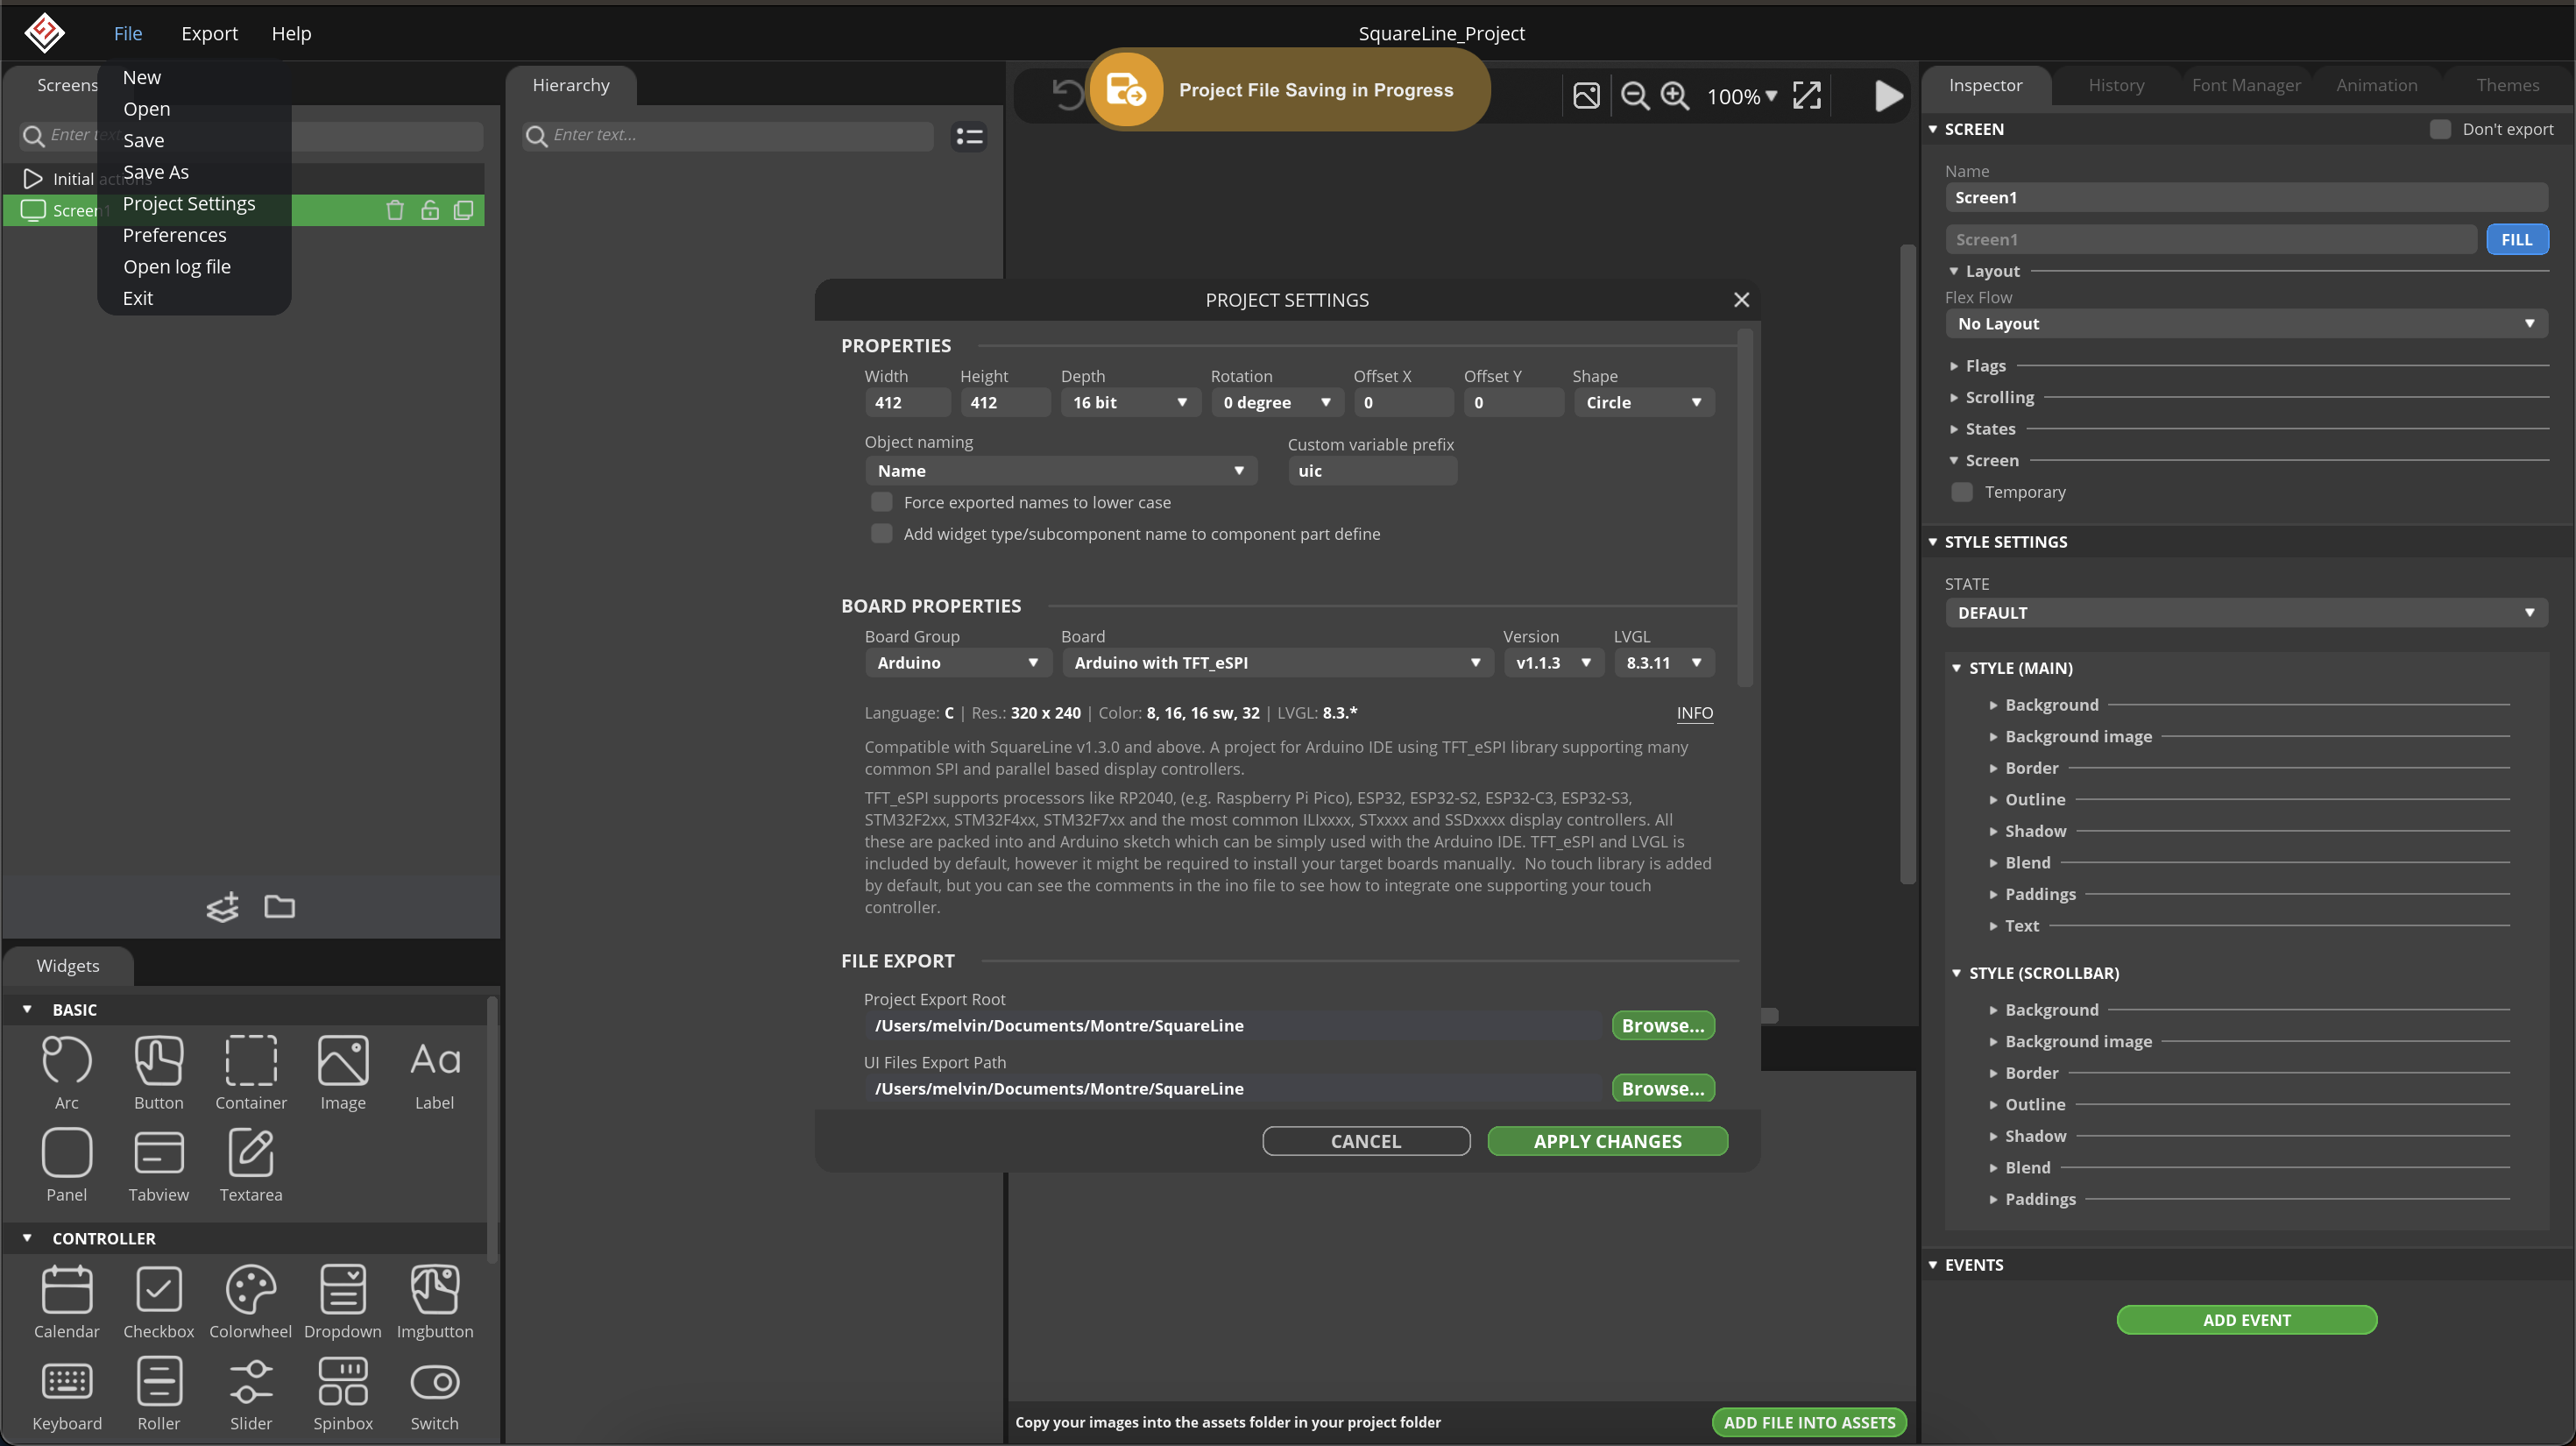 File Export Help
SquareLine_Project
New
Open
Save
Save As
Project Settings
Preferences
Open log file
Exit
Screens
Enter text...
Initial actions
Screen1
Hierarchy
Enter text...
Project File Saving in Progress
100%
Inspector History Font Manager Animation Themes
SCREEN
Don't export
Name
Screen1
Screen1
FILL
Layout
Flex Flow
No Layout
Flags
Scrolling
States
Screen
Temporary
STYLE SETTINGS
STATE
DEFAULT
STYLE (MAIN)
Background
Background image
Border
Outline
Shadow
Blend
Paddings
Text
STYLE (SCROLLBAR)
Background
Background image
Border
Outline
Shadow
Blend
Paddings
EVENTS
ADD EVENT
PROJECT SETTINGS
PROPERTIES
Width Height Depth Rotation Offset X Offset Y Shape
412 412 16 bit 0 degree 0 0 Circle
Object naming Custom variable prefix
Name uic
Force exported names to lower case
Add widget type/subcomponent name to component part define
BOARD PROPERTIES
Board Group Board Version LVGL
Arduino Arduino with TFT_eSPI v1.1.3 8.3.11
Language: C | Res.: 320 x 240 | Color: 8, 16, 16 sw, 32 | LVGL: 8.3.* INFO
Compatible with SquareLine v1.3.0 and above. A project for Arduino IDE using TFT_eSPI library supporting many
common SPI and parallel based display controllers.
TFT_eSPI supports processors like RP2040, (e.g. Raspberry Pi Pico), ESP32, ESP32-S2, ESP32-C3, ESP32-S3,
STM32F2xx, STM32F4xx, STM32F7xx and the most common ILIxxxx, STxxxx and SSDxxxx display controllers. All
these are packed into and Arduino sketch which can be simply used with the Arduino IDE. TFT_eSPI and LVGL is
included by default, however it might be required to install your target boards manually. No touch library is added
by default, but you can see the comments in the ino file to see how to integrate one supporting your touch
controller.
FILE EXPORT
Project Export Root
/Users/melvin/Documents/Montre/SquareLine Browse...
UI Files Export Path
/Users/melvin/Documents/Montre/SquareLine Browse...
CANCEL APPLY CHANGES
Widgets
BASIC
Arc Button Container Image Label
Panel Tabview Textarea
CONTROLLER
Calendar Checkbox Colorwheel Dropdown Imgbutton
Keyboard Roller Slider Spinbox Switch
Copy your images into the assets folder in your project folder
ADD FILE INTO ASSETS